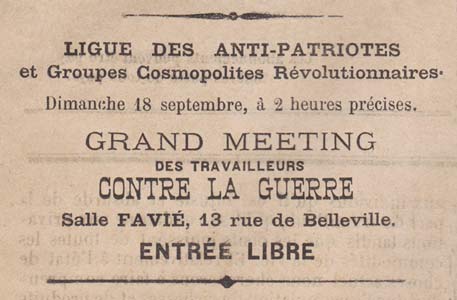 LIGUE DES ANTI-PATRIOTES
et Groupes Cosmopolites Révolutionnaires.
Dimanche 18 septembre, à 2 heures précises.
GRAND MEETING
DES TRAVAILLEURS
CONTRE LA GUERRE
Salle FAVIÉ, 13 rue de Belleville.
ENTRÉE LIBRE